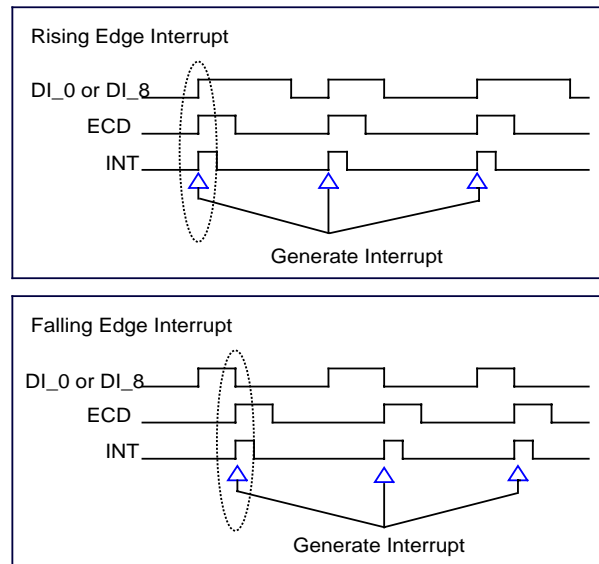 Rising Edge Interrupt
DI_0 or DI_8
ECD
INT
Generate Interrupt
Falling Edge Interrupt
DI_0 or DI_8
ECD
INT
Generate Interrupt